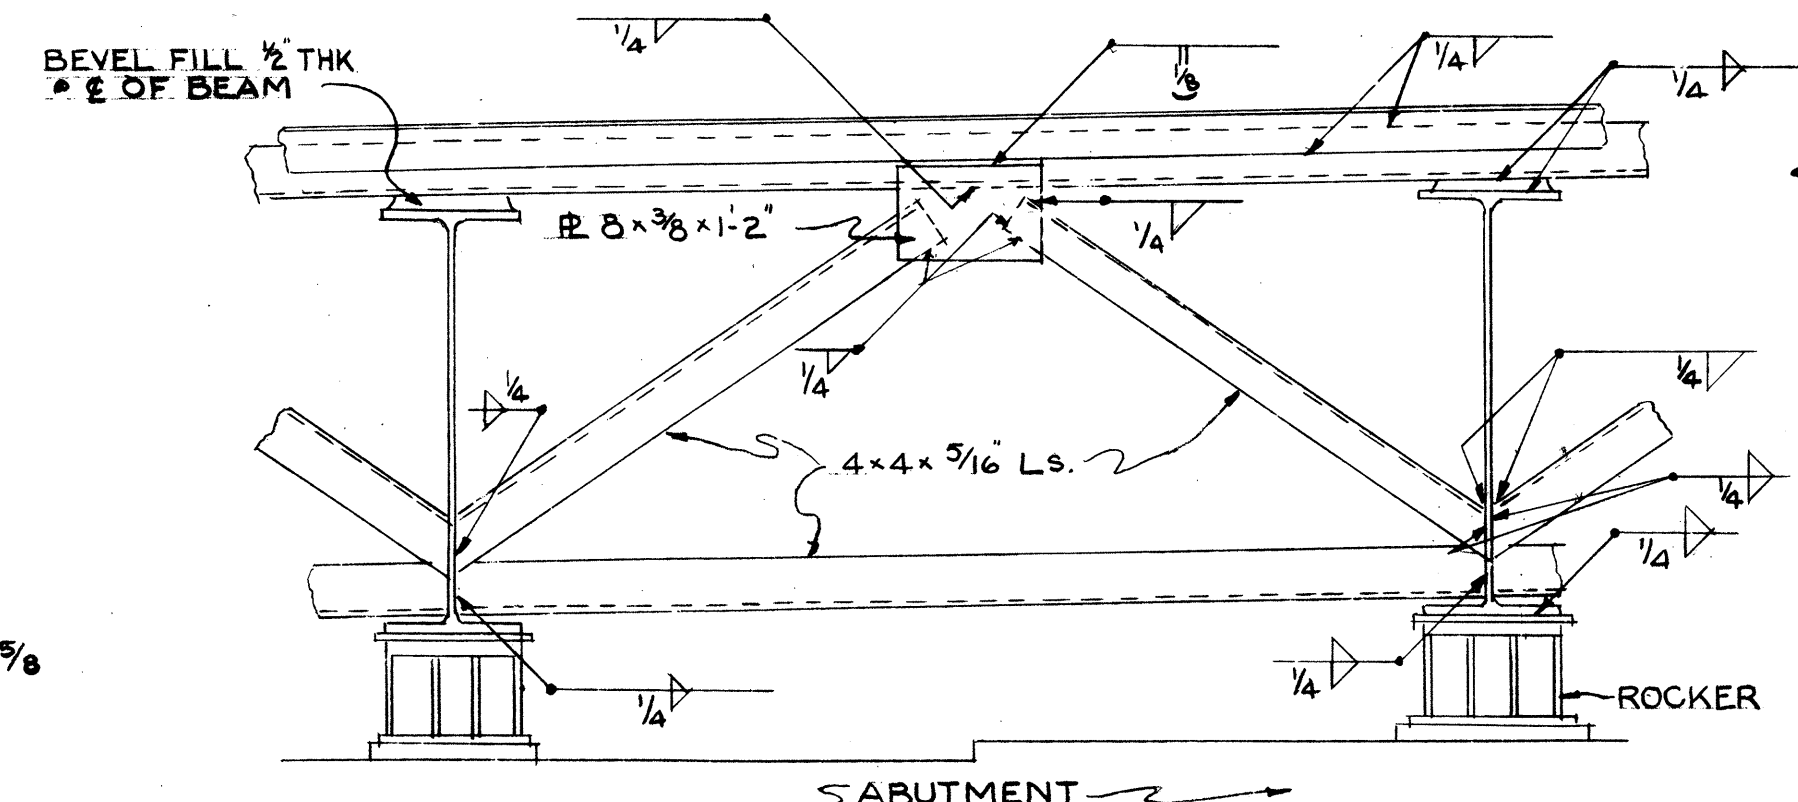 1/4
BEVEL FILL 1/2" THK
@ ℄ OF BEAM
1/8
1/4
1/4
PL 8 x 3/8 x 1'-2"
1/4
1/4
1/4
1/4
4 x 4 x 5/16" Ls.
1/4
1/4
5/8
1/4
1/4
ROCKER
ABUTMENT